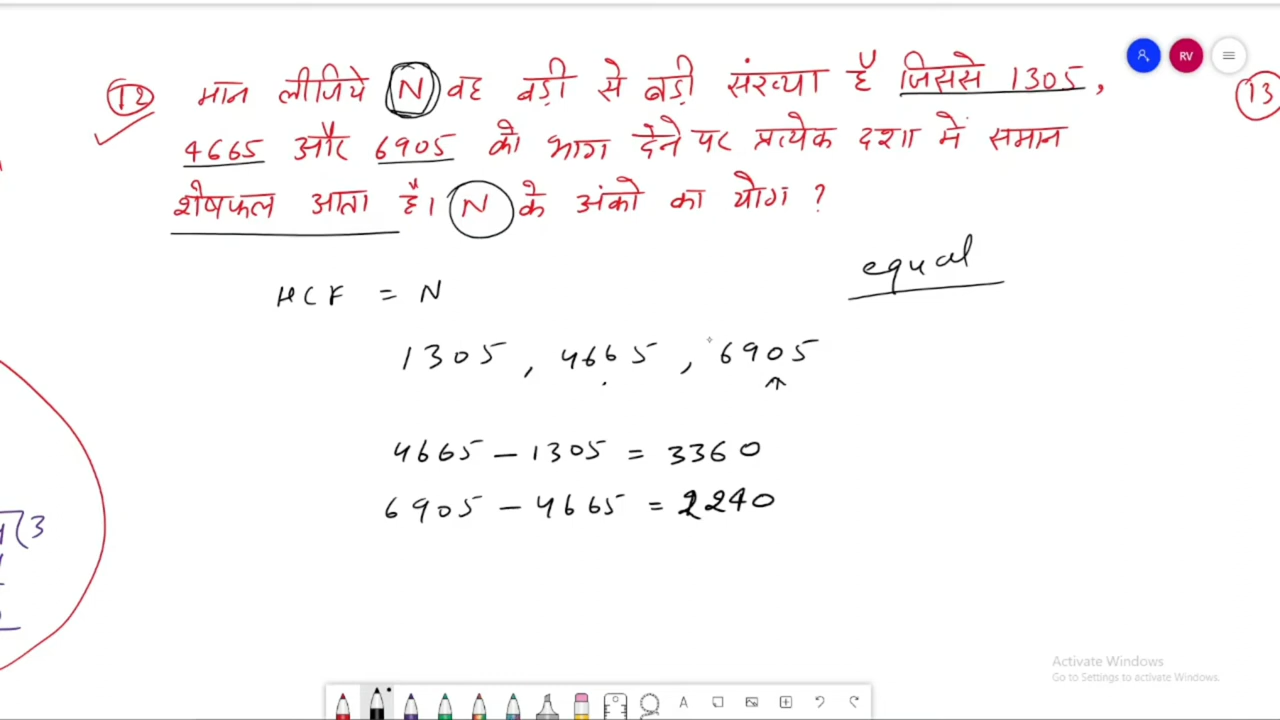 RV
12 मान लीजिये N वह बड़ी से बड़ी संख्या है जिससे 1305,
13
4665 और 6905 को भाग देने पर प्रत्येक दशा में समान
शेषफल आता है। N के अंको का योग ?
equal
HCF = N
1305, 4665, 6905
4665 - 1305 = 3360
6905 - 4665 = 2240
(3
Activate Windows
Go to Settings to activate Windows.
A